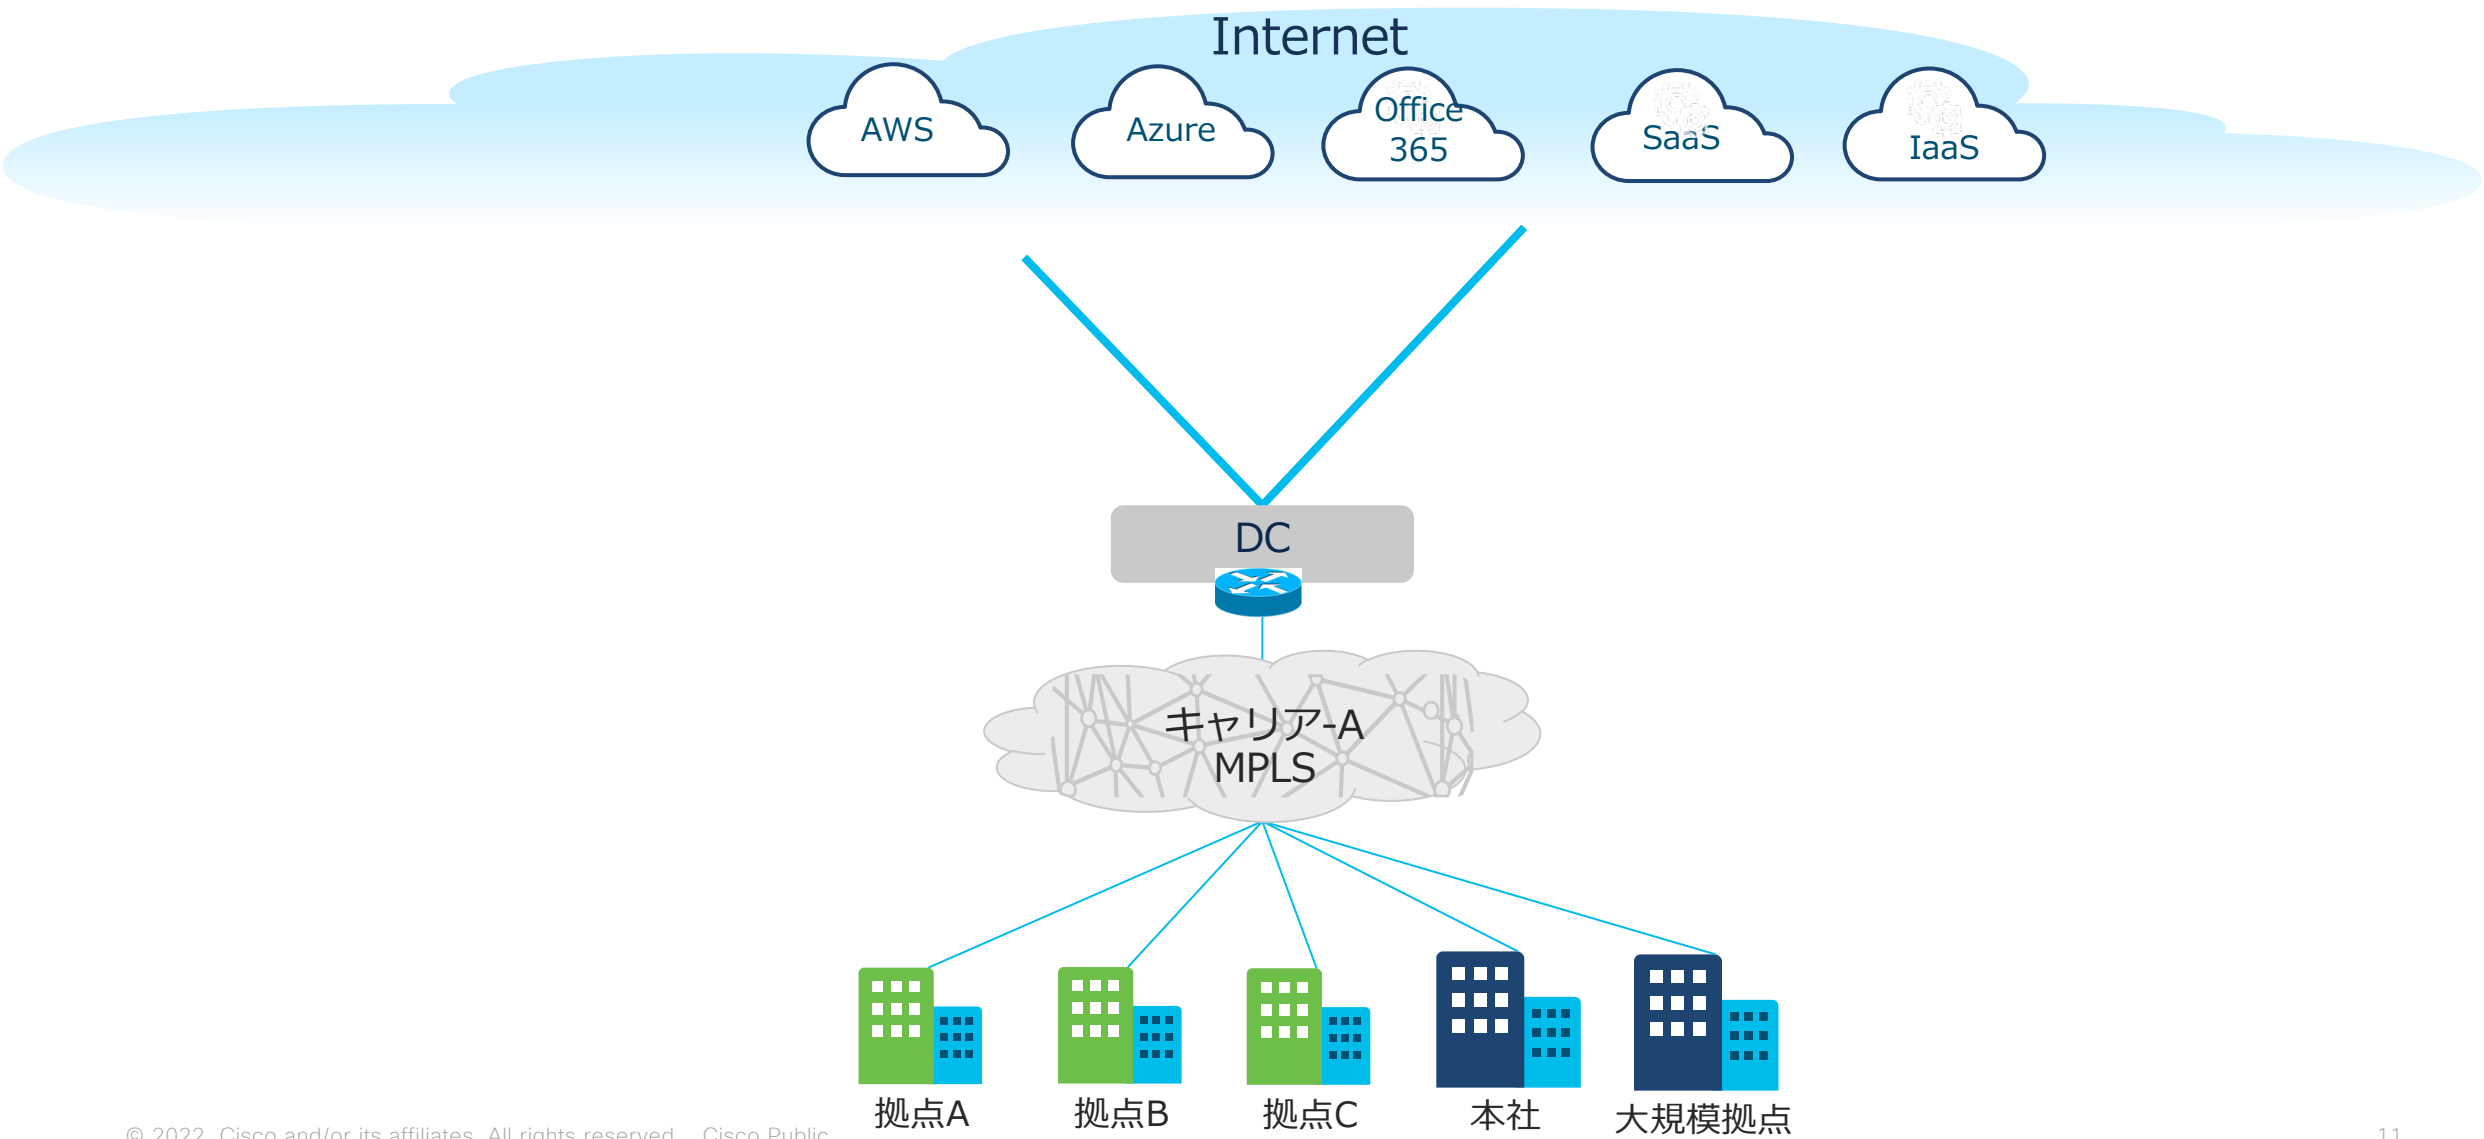 Internet
AWS
Azure
Office
365
SaaS
IaaS
DC
キャリア-A
MPLS
拠点A
拠点B
拠点C
本社
大規模拠点
© 2022 Cisco and/or its affiliates. All rights reserved. Cisco Public
11